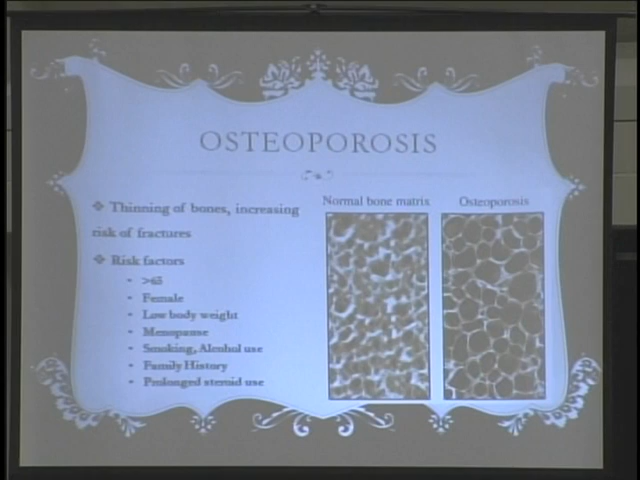 OSTEOPOROSIS
Thinning of bones, increasing
risk of fractures
Risk factors
>65
Female
Low body weight
Menopause
Smoking, Alcohol use
Family History
Prolonged steroid use
Normal bone matrix
Osteoporosis